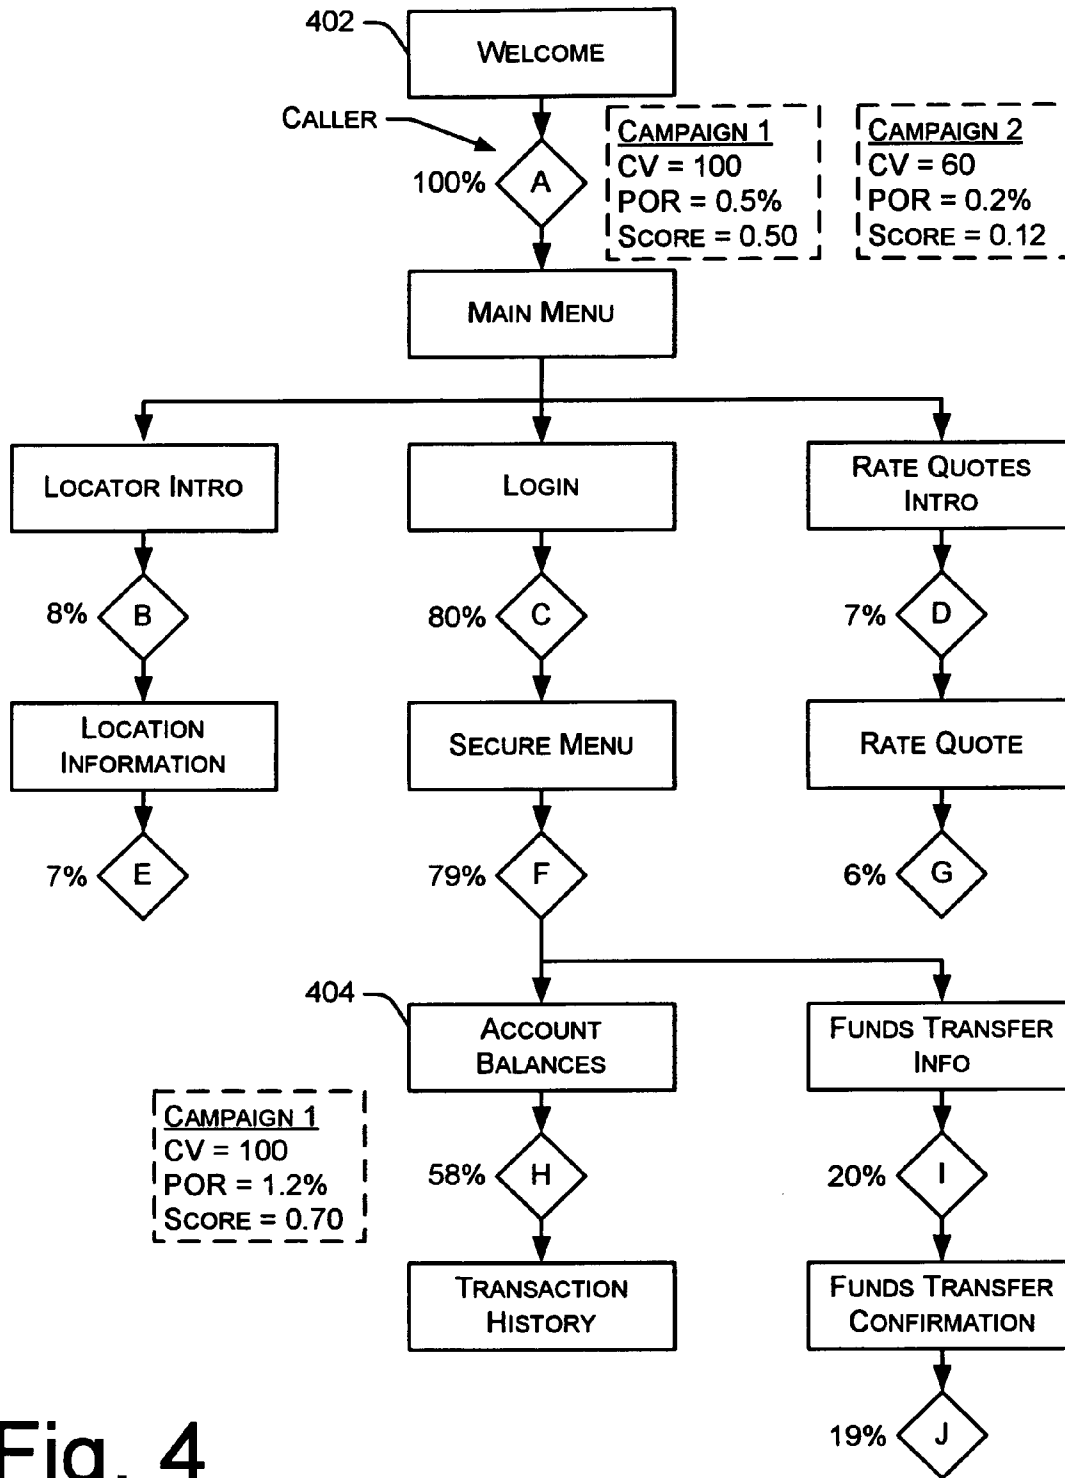 402
WELCOME
CALLER
100%
A
CAMPAIGN 1
CV = 100
POR = 0.5%
SCORE = 0.50
CAMPAIGN 2
CV = 60
POR = 0.2%
SCORE = 0.12
MAIN MENU
LOCATOR INTRO
LOGIN
RATE QUOTES
INTRO
8%
B
80%
C
7%
D
LOCATION
INFORMATION
SECURE MENU
RATE QUOTE
7%
E
79%
F
6%
G
404
ACCOUNT
BALANCES
FUNDS TRANSFER
INFO
CAMPAIGN 1
CV = 100
POR = 1.2%
SCORE = 0.70
58%
H
20%
I
TRANSACTION
HISTORY
FUNDS TRANSFER
CONFIRMATION
19%
J
Fig. 4